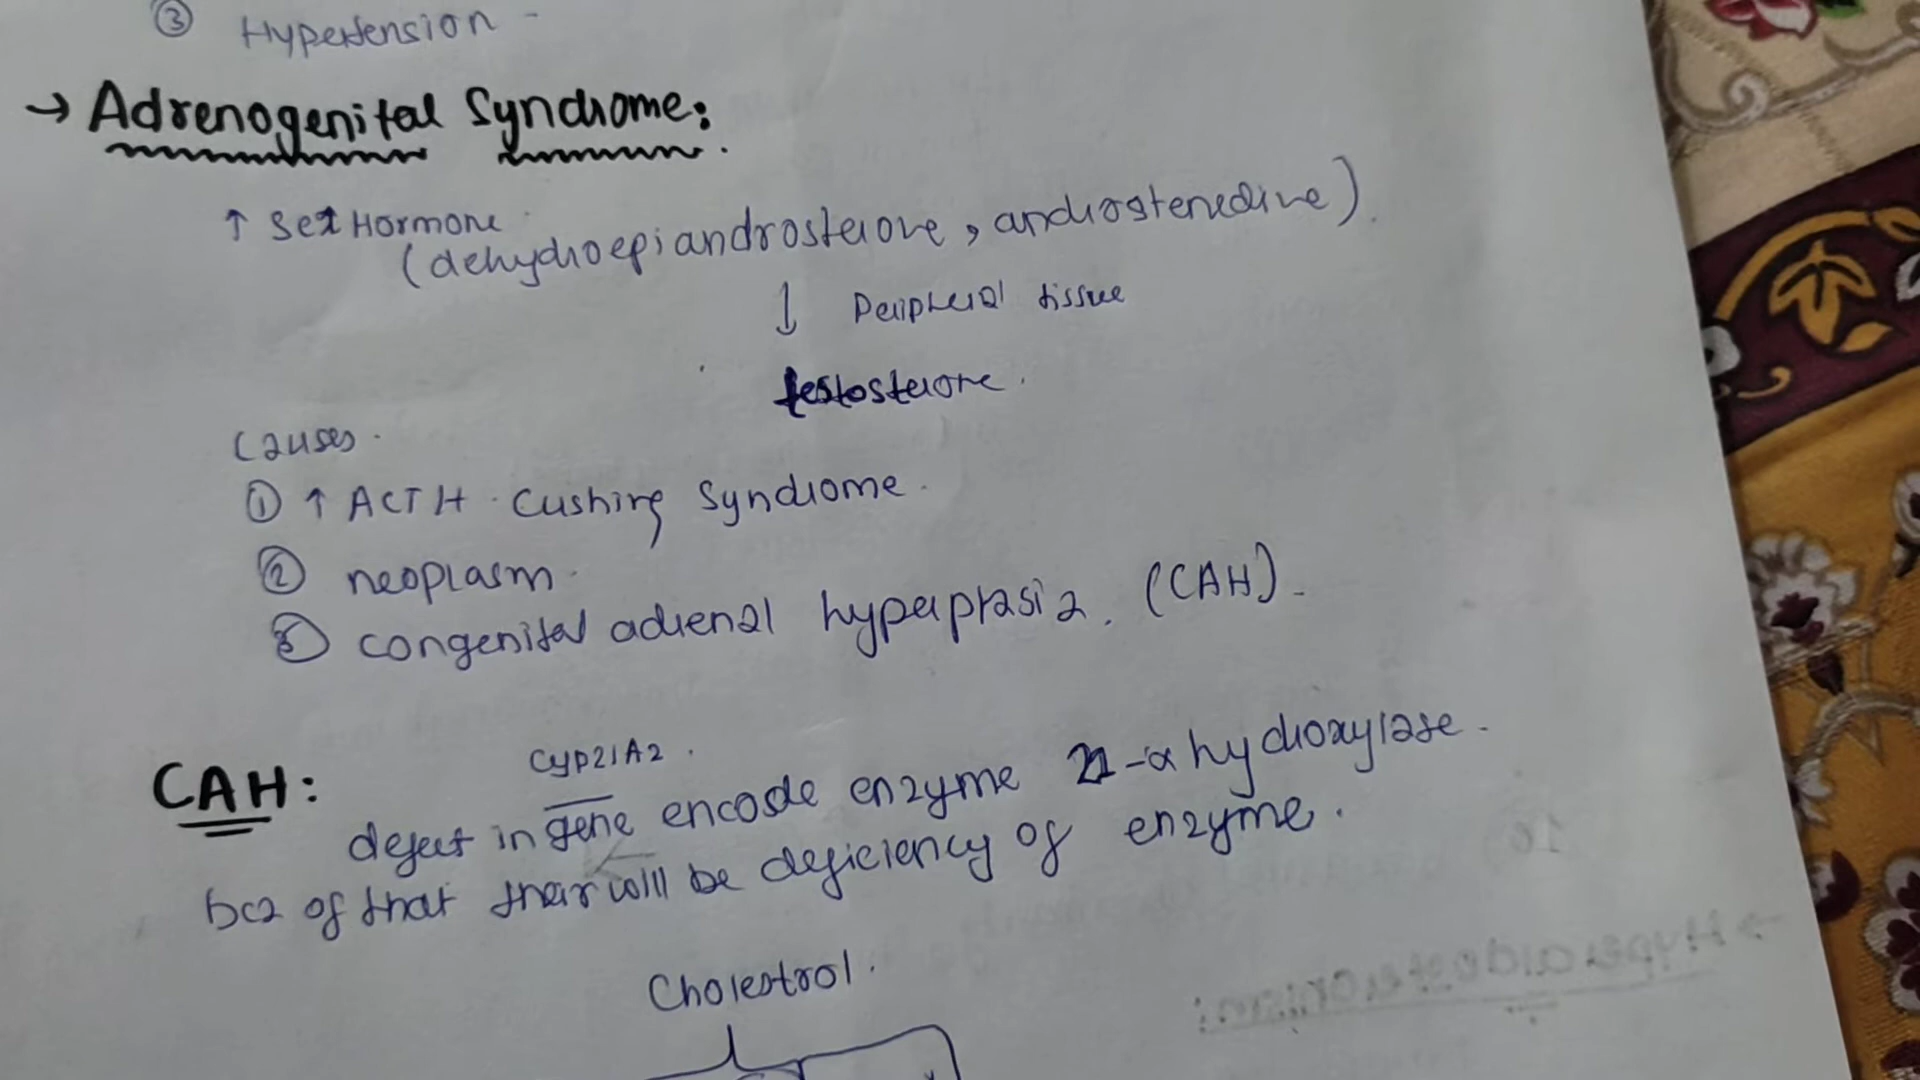 ③ Hypertension -
→ Adrenogenital Syndrome:
↑ Sex Hormone
(dehydroepiandrosterone, androstenedine).
↓ Peripheral tissue
testosterone.
Causes.
① ↑ ACTH. Cushing Syndrome.
② neoplasm.
③ congenital adrenal hyperplasia. (CAH).
CAH:
CYP21A2.
defect in gene encode enzyme 21-α hydroxylase.
bcz of that their will be deficiency of enzyme.
Cholestrol.
→ Hyperaldosteronism: